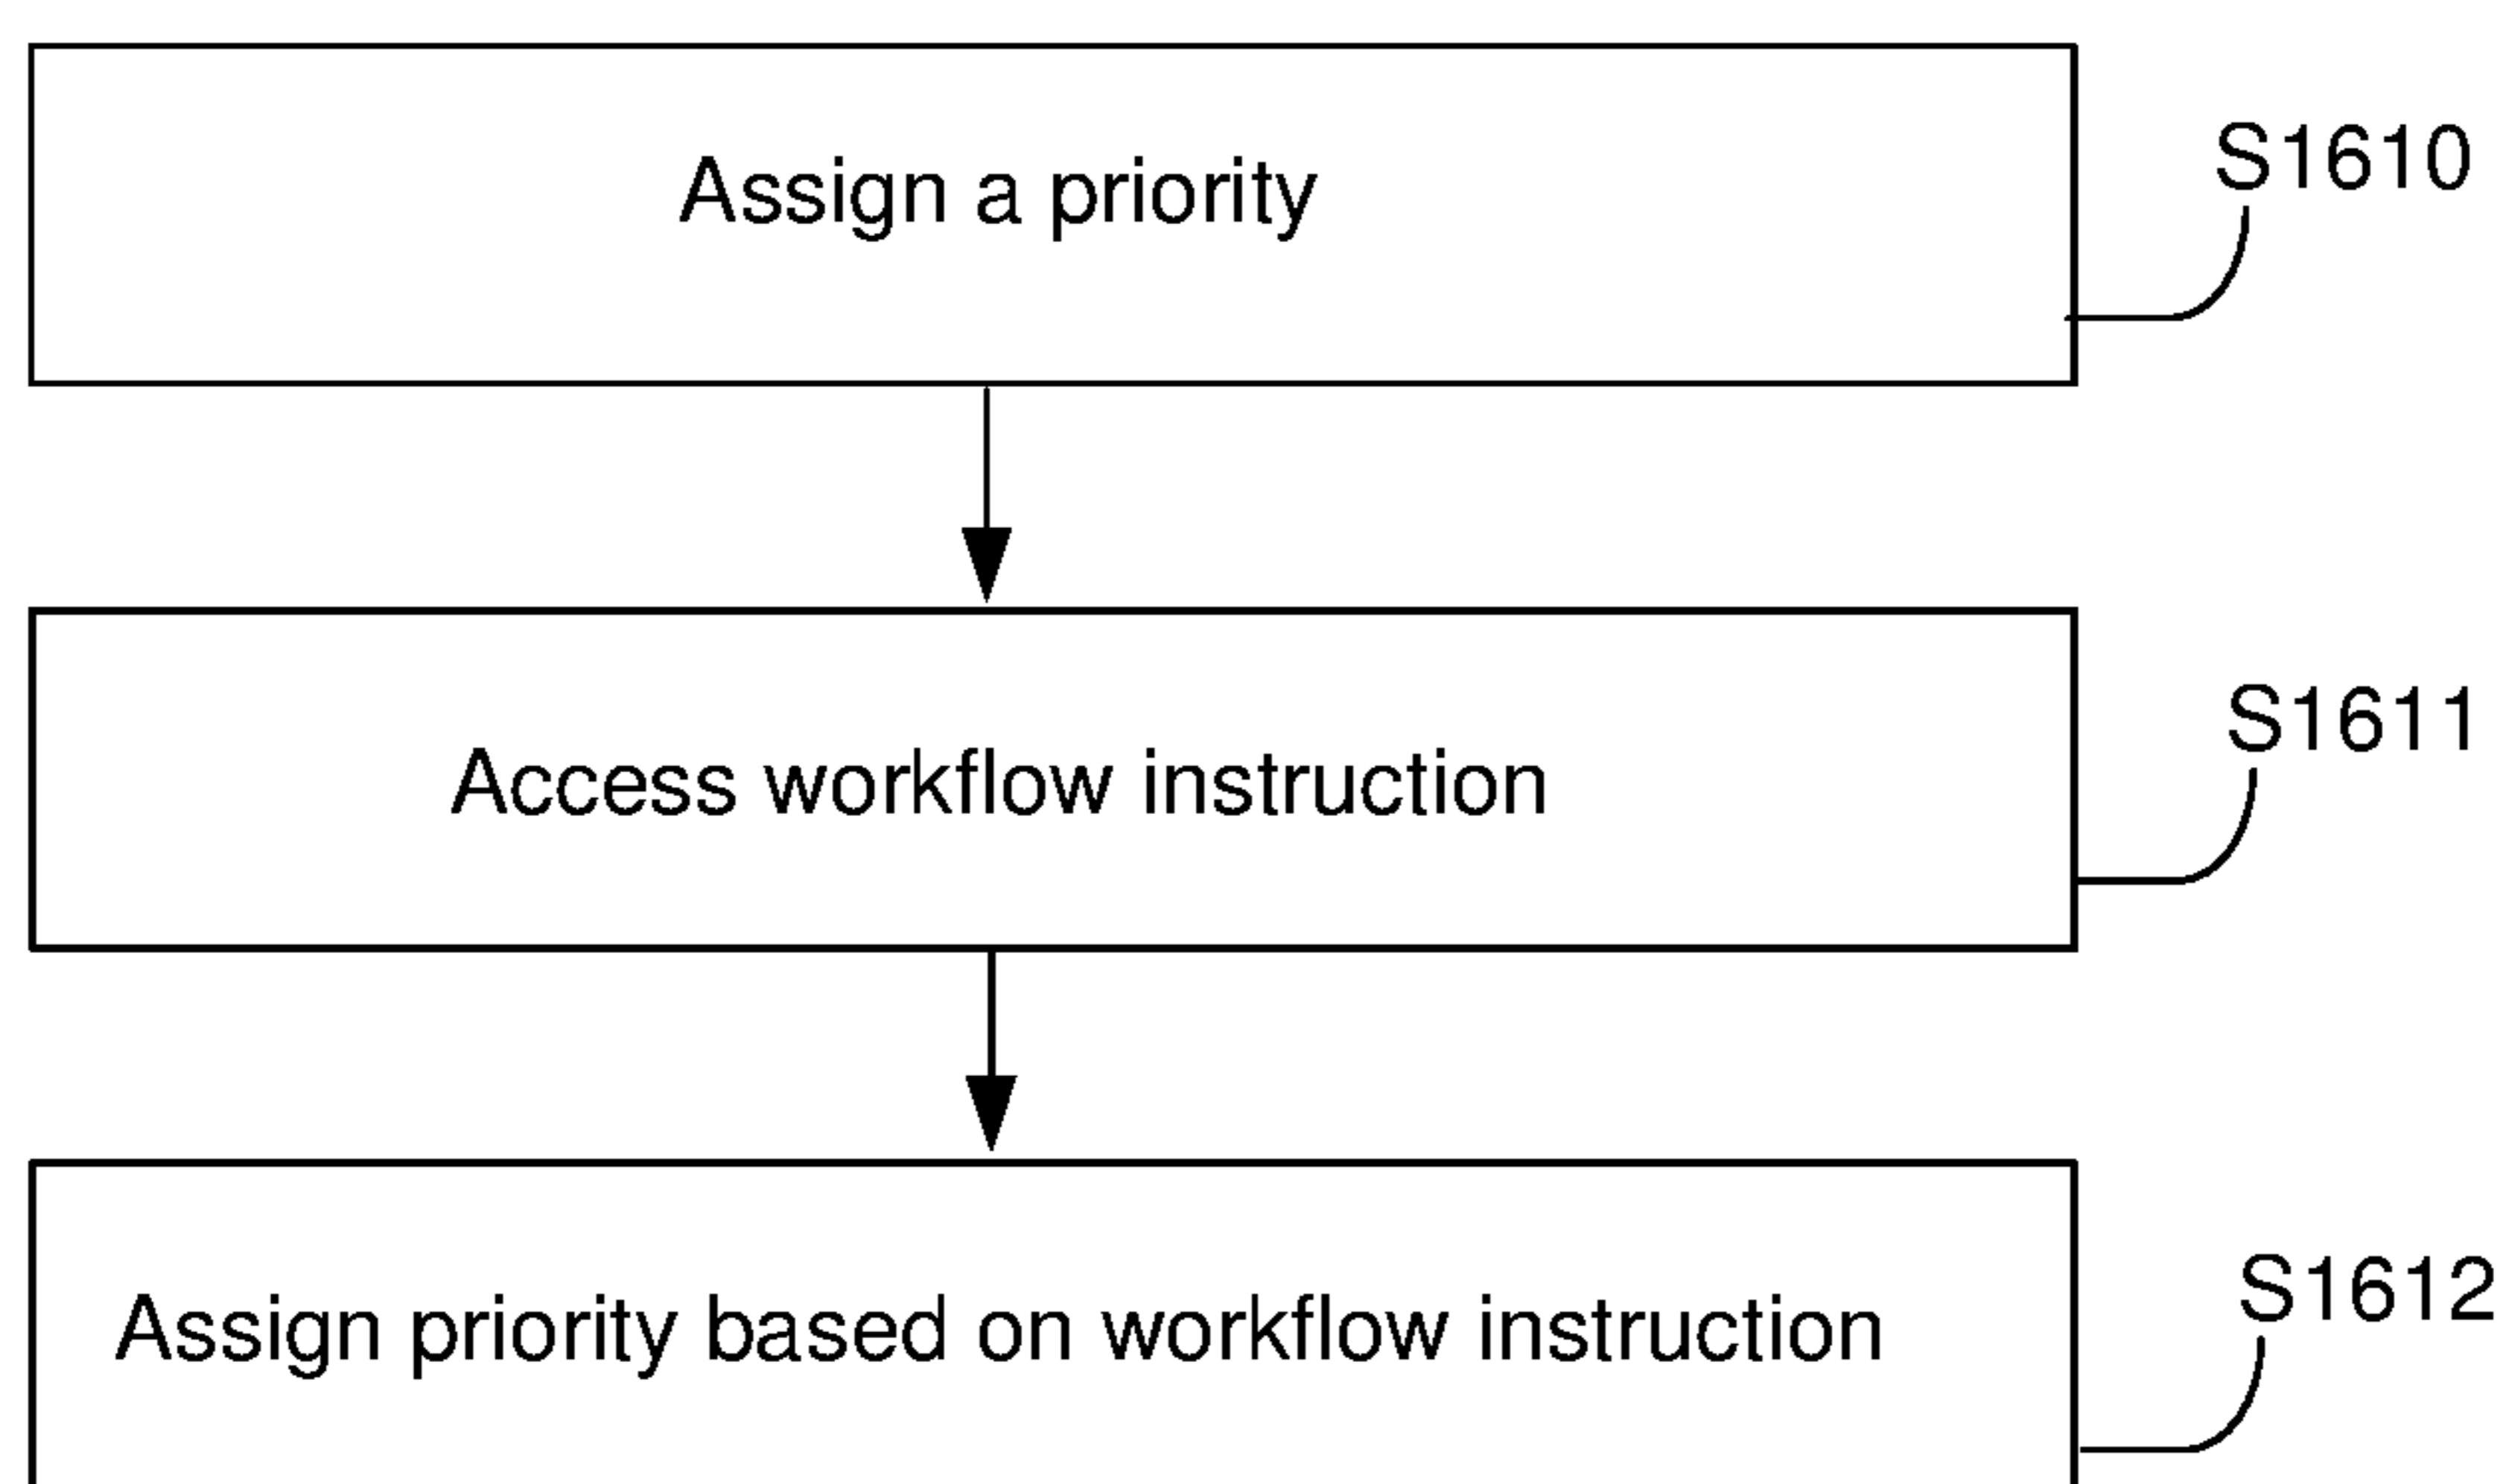 Assign a priority
S1610
Access workflow instruction
S1611
Assign priority based on workflow instruction
S1612